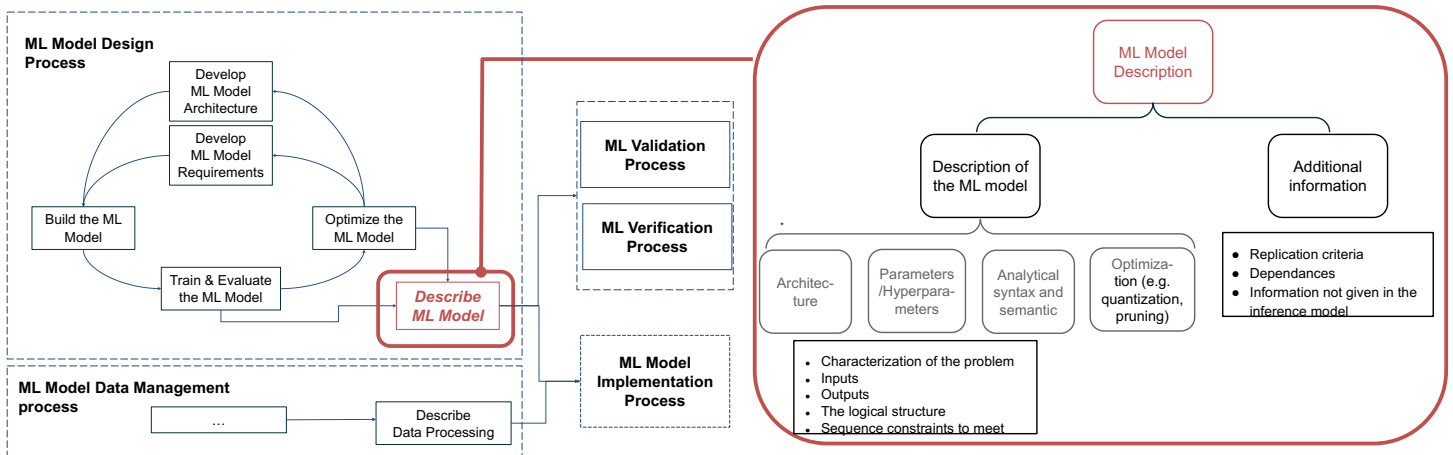 ML Model Design
Process
Develop
ML Model
Architecture
Develop
ML Model
Requirements
Build the ML
Model
Optimize the
ML Model
Train & Evaluate
the ML Model
Describe
ML Model
ML Model Data Management
process
...
Describe
Data Processing
ML Validation
Process
ML Verification
Process
ML Model
Implementation
Process
ML Model
Description
Description of
the ML model
Additional
information
Architec-
ture
Parameters
/Hyperpara-
meters
Analytical
syntax and
semantic
Optimiza-
tion (e.g.
quantization,
pruning)
• Characterization of the problem
• Inputs
• Outputs
• The logical structure
• Sequence constraints to meet
● Replication criteria
● Dependances
● Information not given in the
inference model